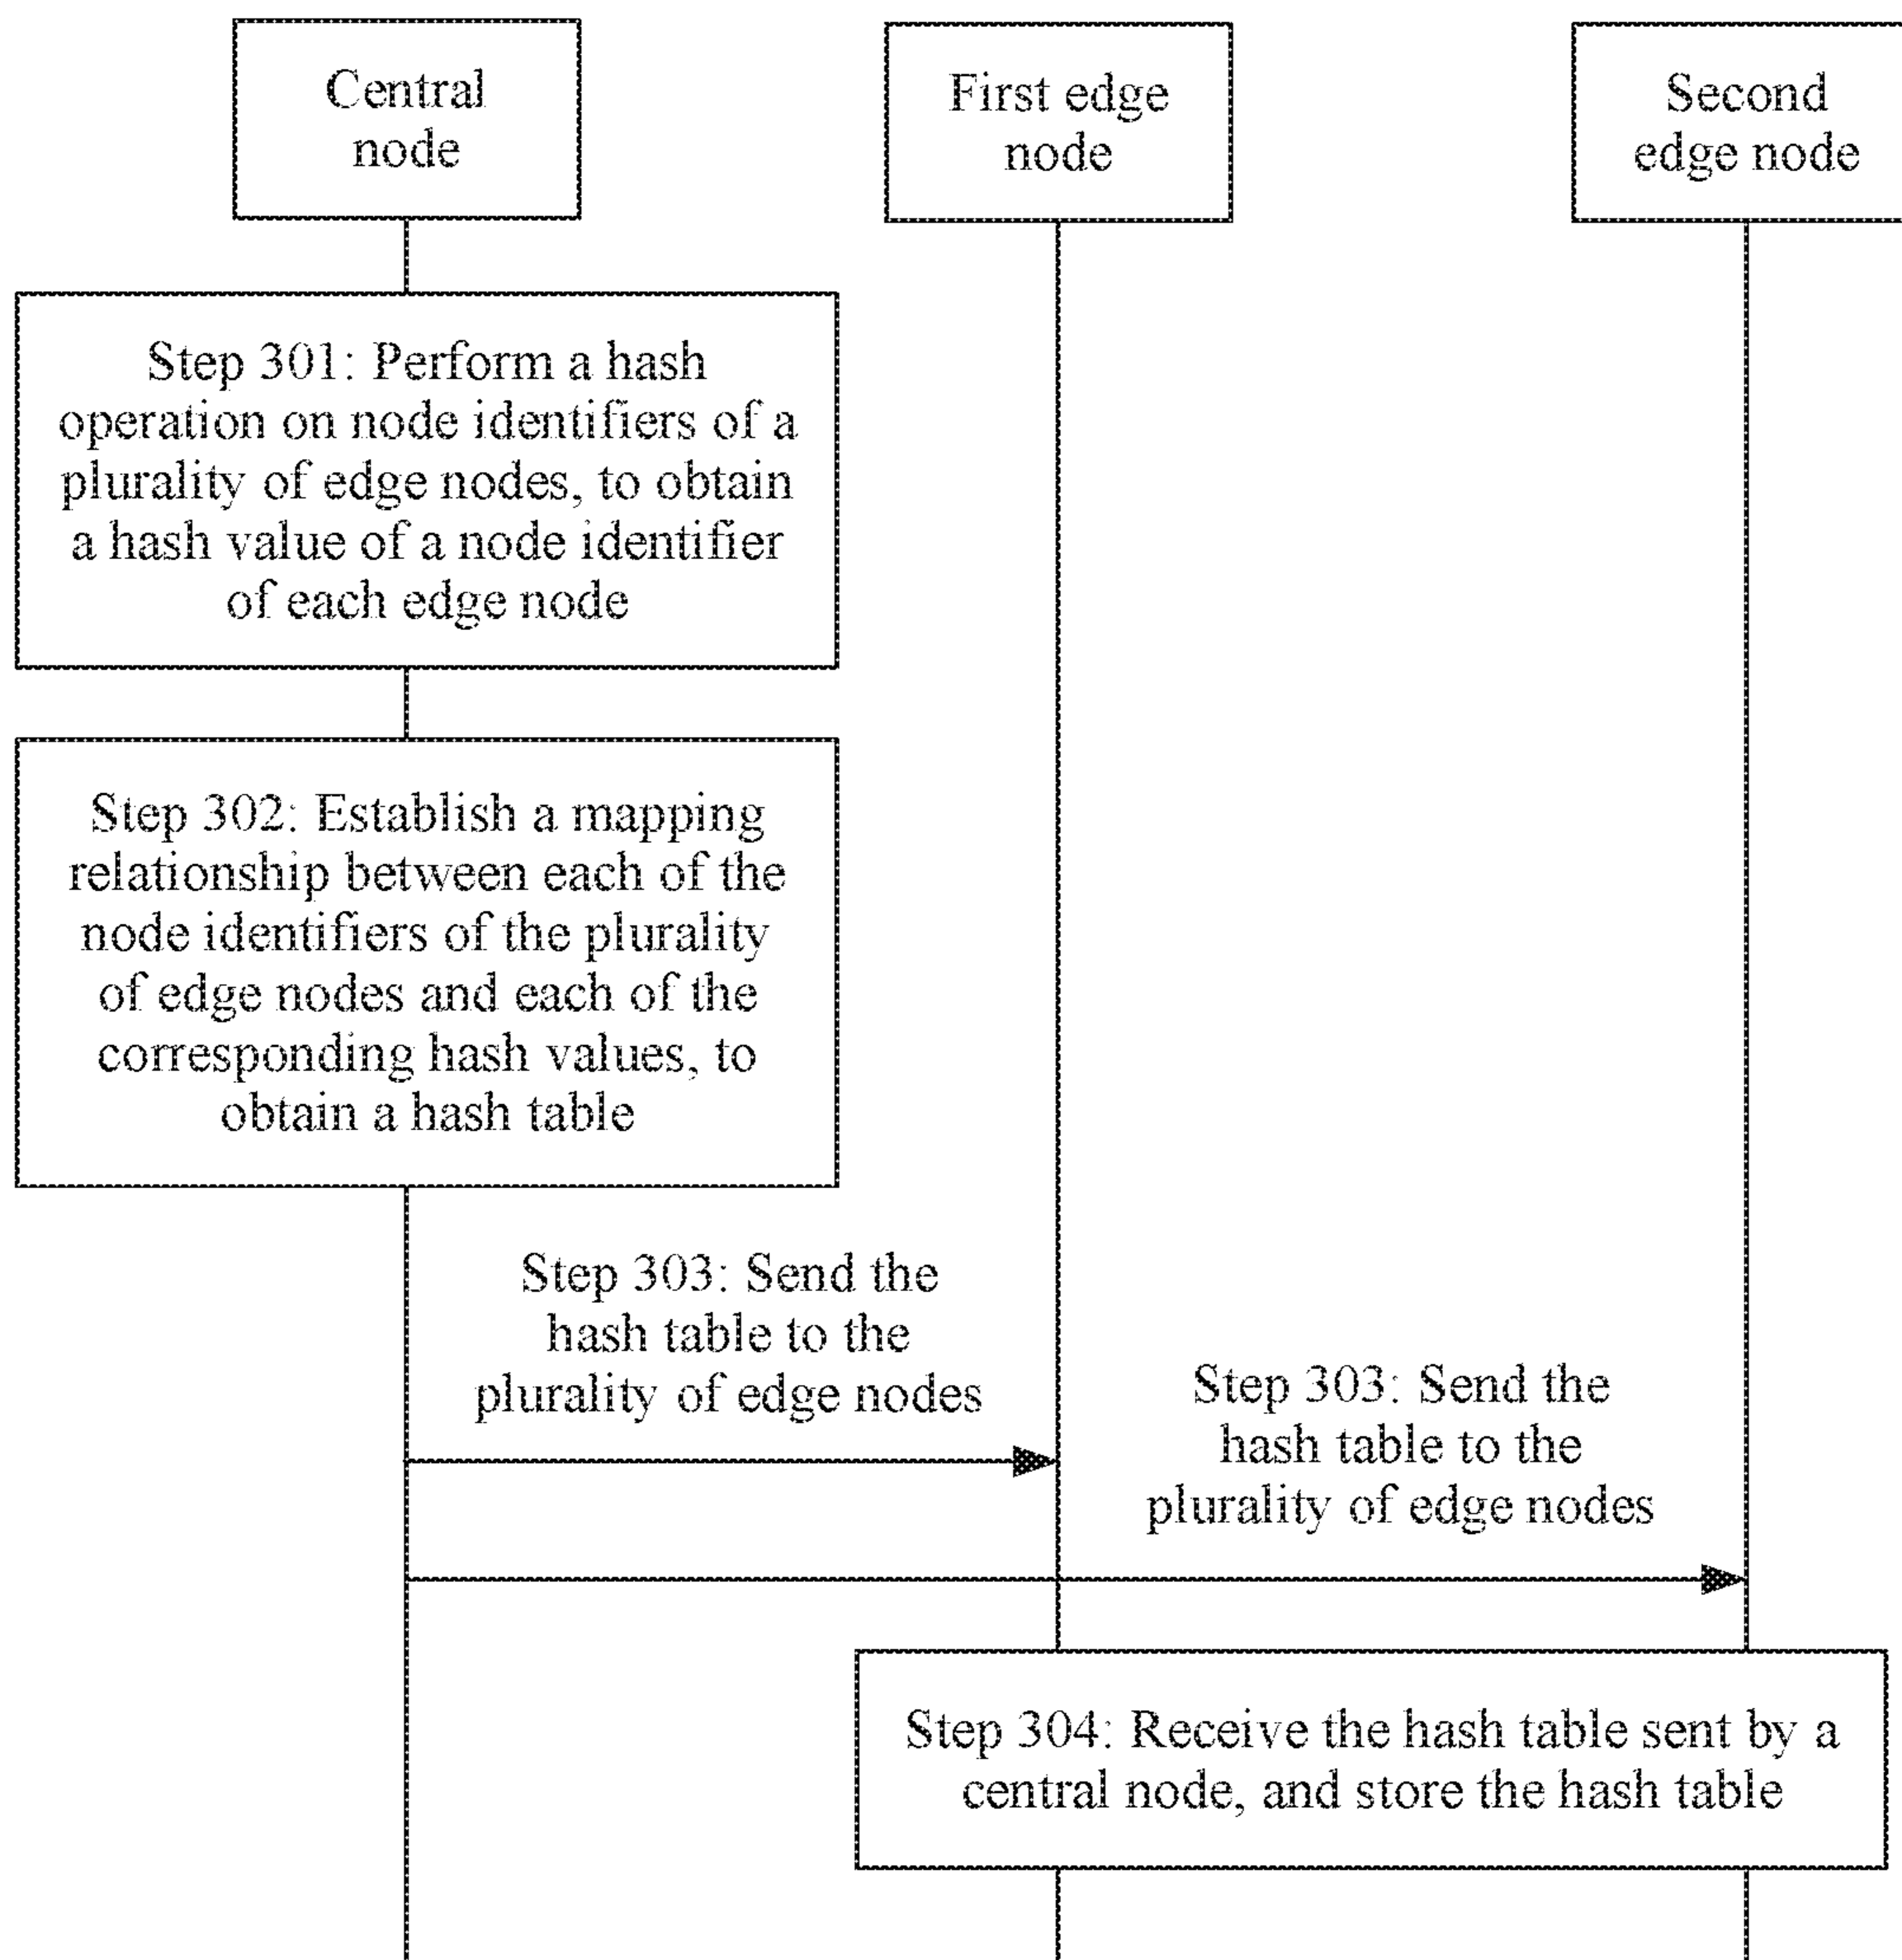 Central
node
First edge
node
Second
edge node
Step 301: Perform a hash
operation on node identifiers of a
plurality of edge nodes, to obtain
a hash value of a node identifier
of each edge node
Step 302: Establish a mapping
relationship between each of the
node identifiers of the plurality
of edge nodes and each of the
corresponding hash values, to
obtain a hash table
Step 303: Send the
hash table to the
plurality of edge nodes
Step 303: Send the
hash table to the
plurality of edge nodes
Step 304: Receive the hash table sent by a
central node, and store the hash table